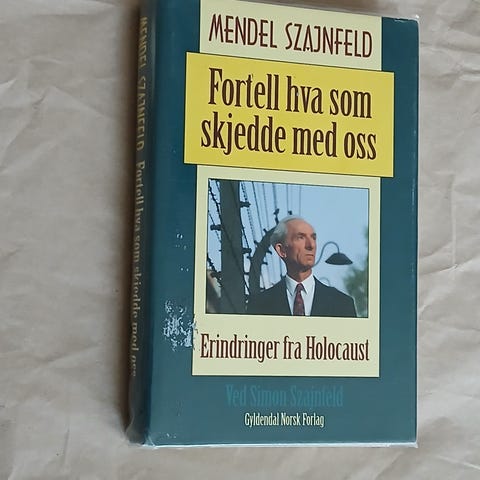 MENDEL SZAJNFELD
Fortell hva som
skjedde med oss
Erindringer fra Holocaust
Ved Simon Szajnfeld
Gyldendal Norsk Forlag
MENDEL SZAJNFELD Fortell hva som skjedde med oss